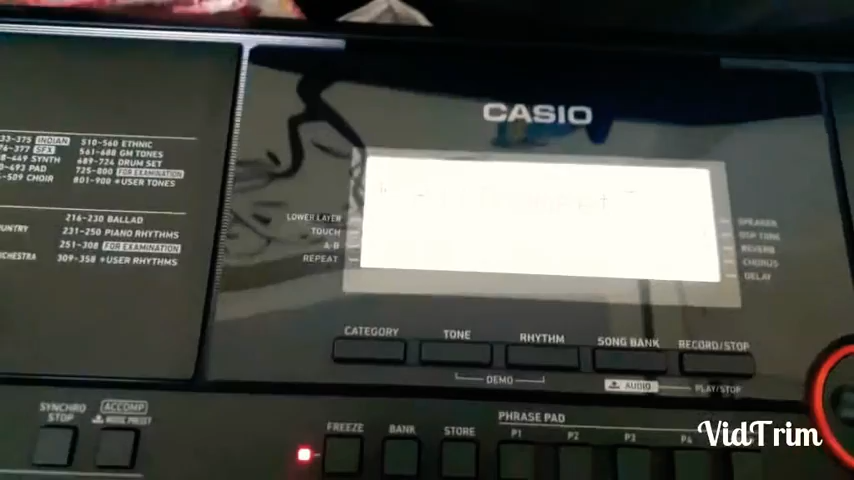 CASIO
33-375 INDIAN
76-377 SFX
8-449 SYNTH
-493 PAD
-509 CHOIR
510-560 ETHNIC
561-688 GM TONES
689-724 DRUM SET
725-800 FOR EXAMINATION
801-900 *USER TONES
216-230 BALLAD
231-250 PIANO RHYTHMS
251-308 FOR EXAMINATION
309-358 *USER RHYTHMS
LOWER LAYER
TOUCH
A.B
REPEAT
SPEAKER
DSP TONE
REVERB
CHORUS
DELAY
CATEGORY TONE RHYTHM SONG BANK RECORD/STOP
DEMO AUDIO PLAY/STOP
SYNCHRO STOP
ACCOMP
FREEZE BANK STORE
PHRASE PAD
P1 P2 P3 P4
VidTrim